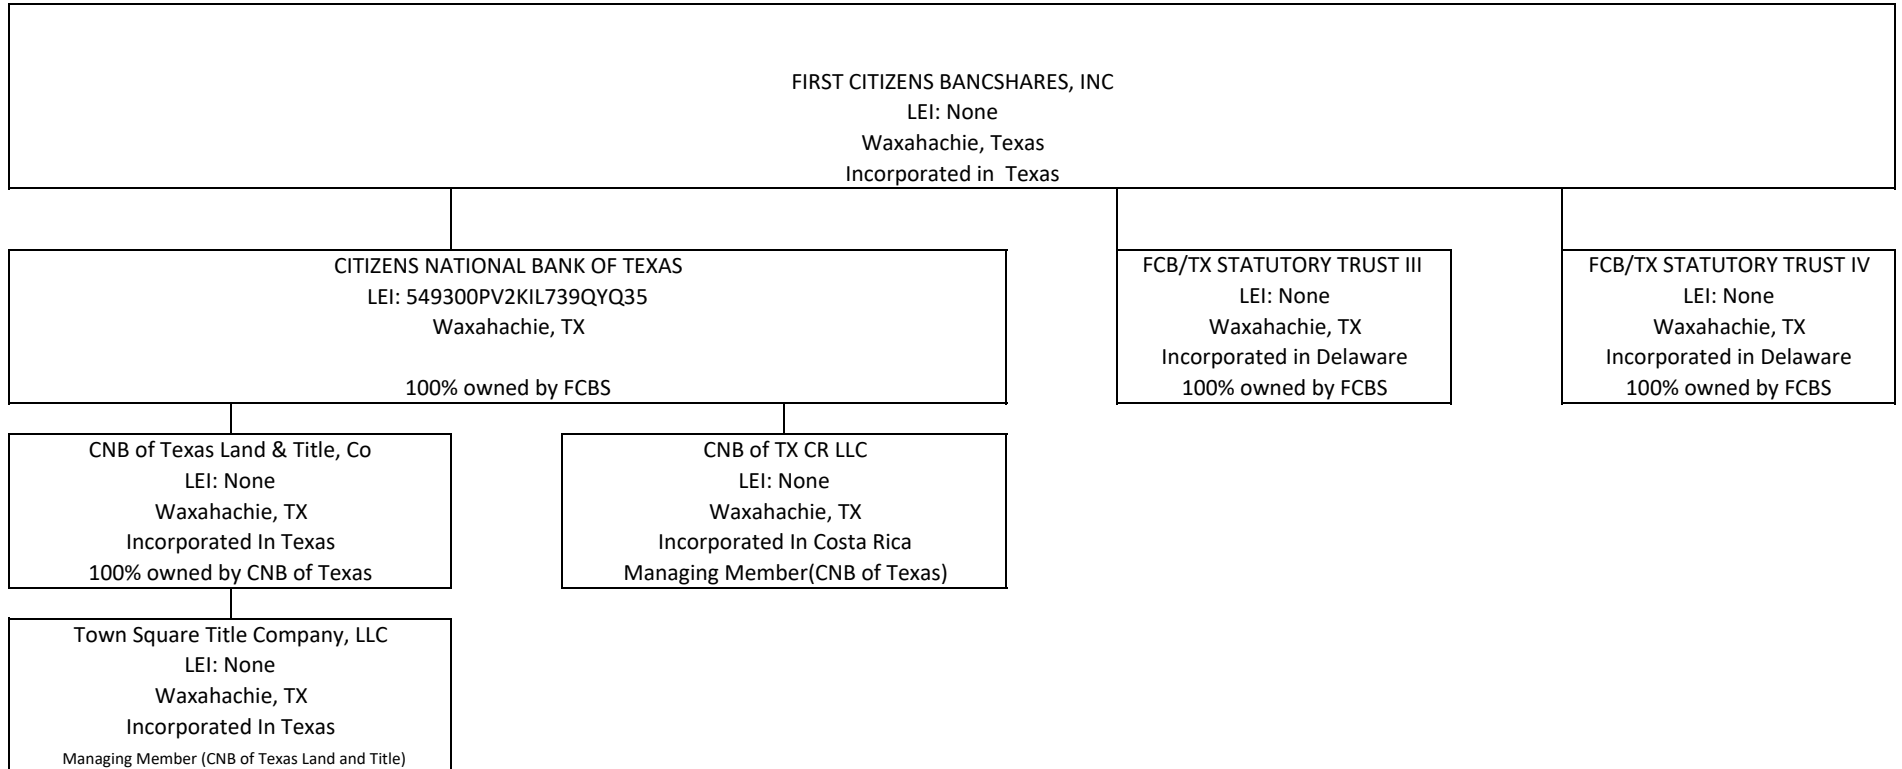 FIRST CITIZENS BANCSHARES, INC
LEI: None
Waxahachie, Texas
Incorporated in  Texas
CITIZENS NATIONAL BANK OF TEXAS
LEI: 549300PV2KIL739QYQ35
Waxahachie, TX
100% owned by FCBS
FCB/TX STATUTORY TRUST III
LEI: None
Waxahachie, TX
Incorporated in Delaware
100% owned by FCBS
FCB/TX STATUTORY TRUST IV
LEI: None
Waxahachie, TX
Incorporated in Delaware
100% owned by FCBS
CNB of Texas Land & Title, Co
LEI: None
Waxahachie, TX
Incorporated In Texas
100% owned by CNB of Texas
CNB of TX CR LLC
LEI: None
Waxahachie, TX
Incorporated In Costa Rica
Managing Member(CNB of Texas)
Town Square Title Company, LLC
LEI: None
Waxahachie, TX
Incorporated In Texas
Managing Member (CNB of Texas Land and Title)